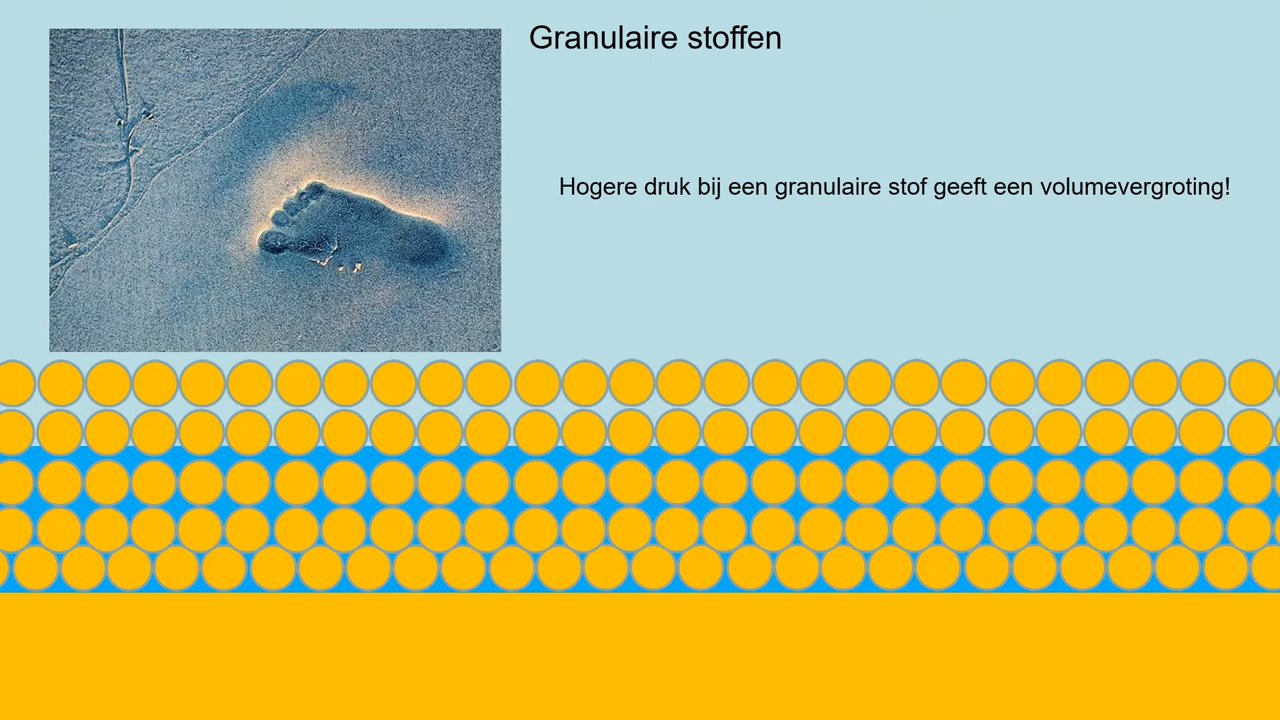 Granulaire stoffen
Hogere druk bij een granulaire stof geeft een volumevergroting!